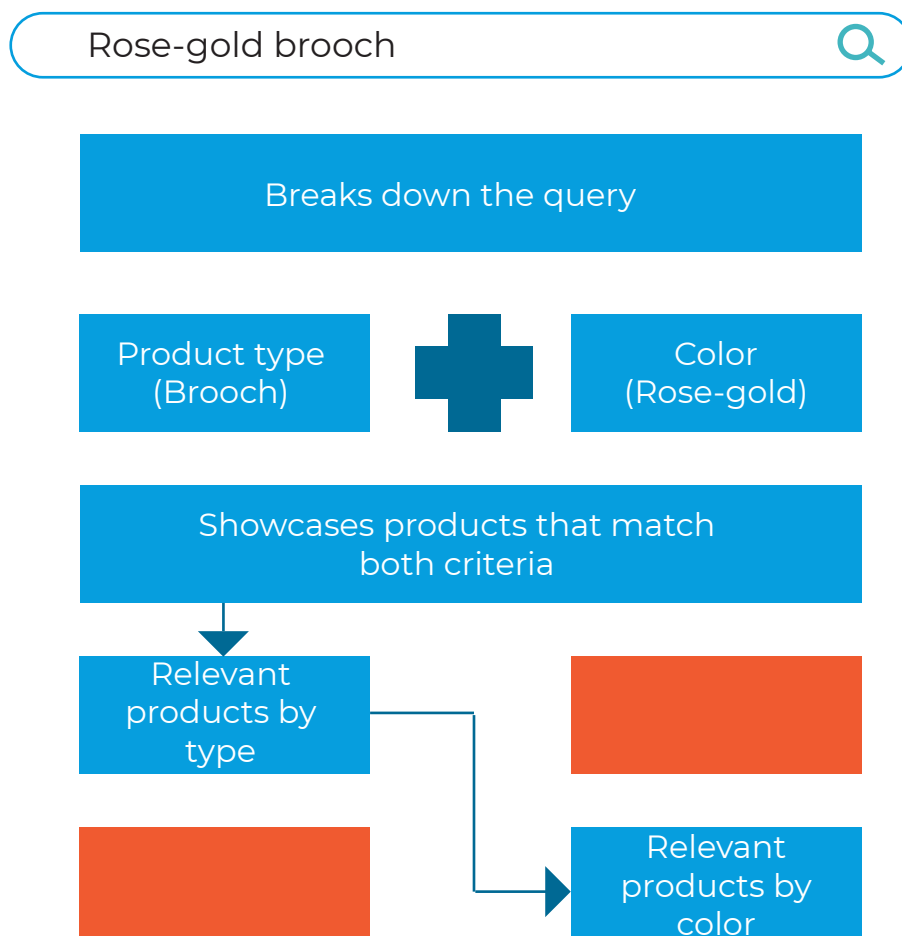 Rose-gold brooch
Breaks down the query
Product type
(Brooch)
Color
(Rose-gold)
Showcases products that match
both criteria
Relevant
products by
type
Relevant
products by
color